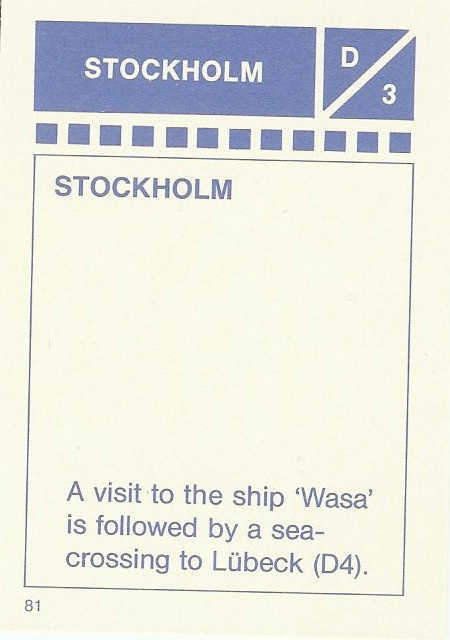 STOCKHOLM
D
3
STOCKHOLM
A visit to the ship ‘Wasa’
is followed by a sea-
crossing to Lübeck (D4).
81